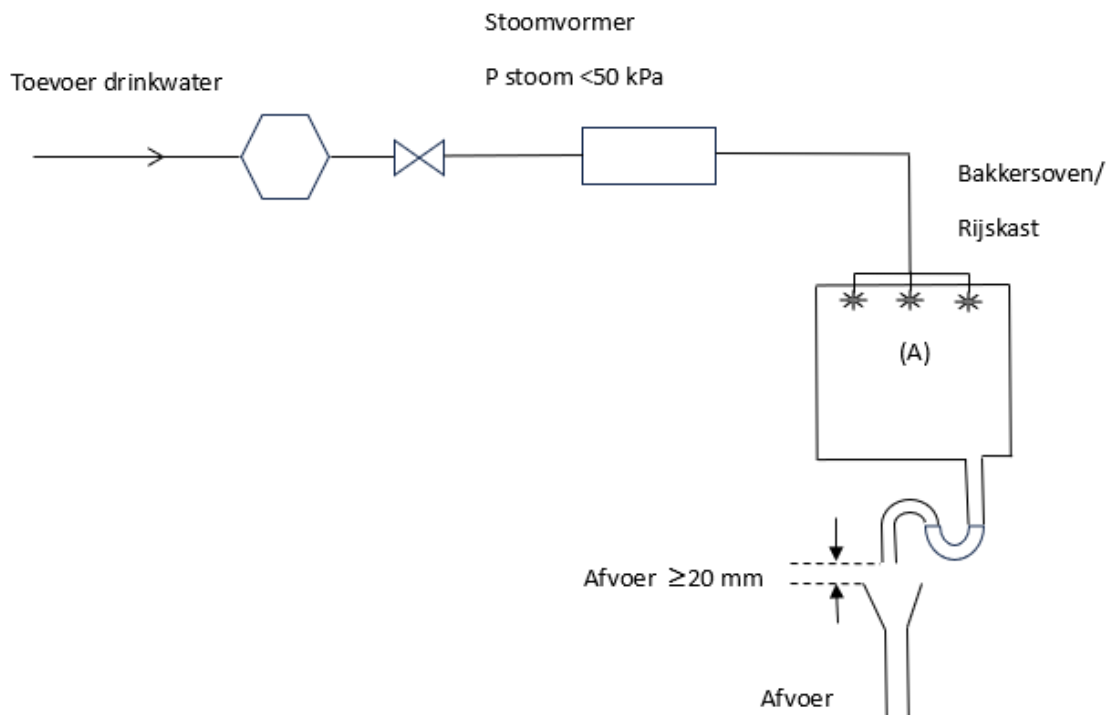 Stoomvormer
P stoom <50 kPa
Toevoer drinkwater
Bakkersoven/
Rijskast
(A)
Afvoer ≥20 mm
Afvoer